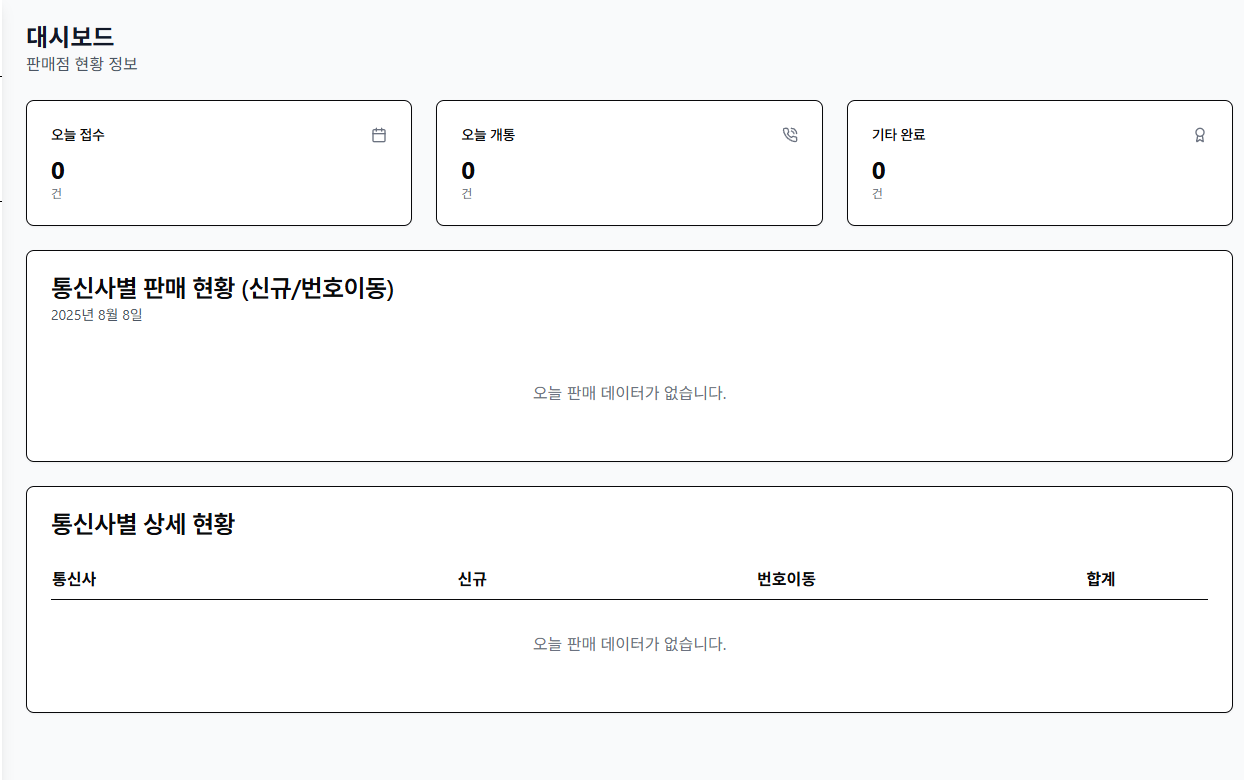 대시보드
판매점 현황 정보
오늘 접수
0
건
오늘 개통
0
건
기타 완료
0
건
통신사별 판매 현황 (신규/번호이동)
2025년 8월 8일
오늘 판매 데이터가 없습니다.
통신사별 상세 현황
통신사 신규 번호이동 합계
오늘 판매 데이터가 없습니다.